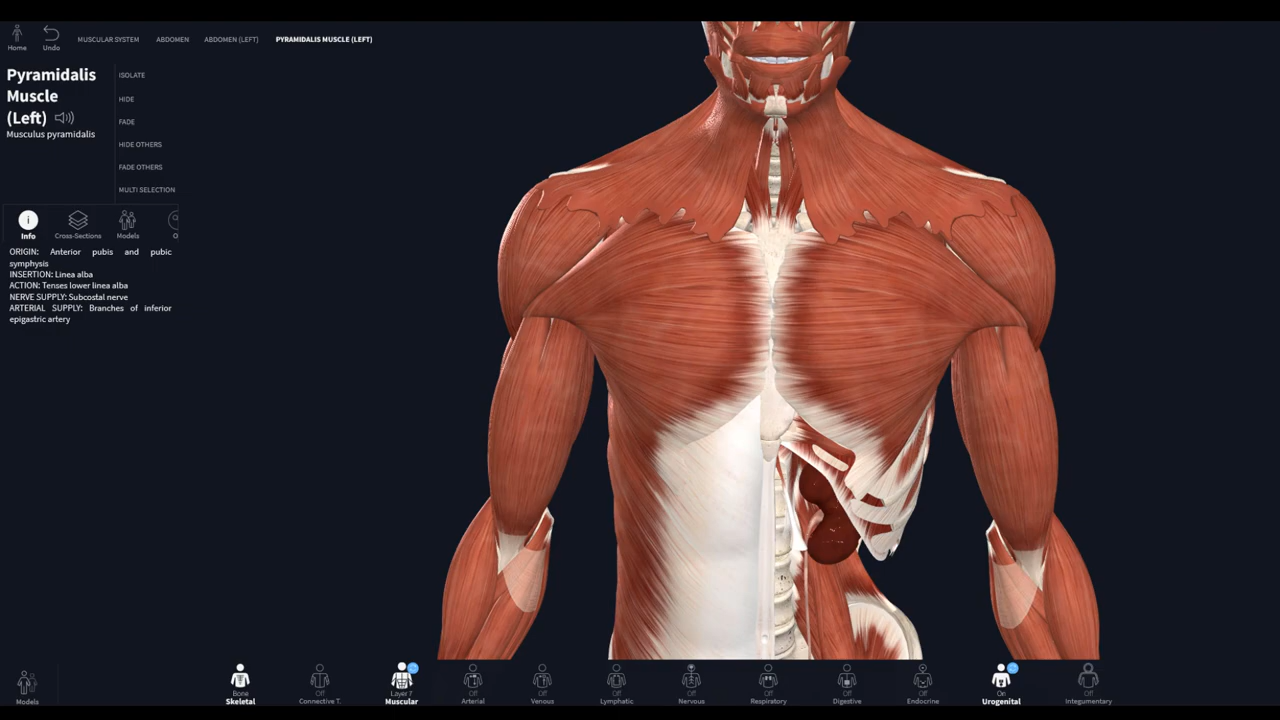 Home
Undo
MUSCULAR SYSTEM
ABDOMEN
ABDOMEN (LEFT)
PYRAMIDALIS MUSCLE (LEFT)
Pyramidalis
Muscle
(Left)
Musculus pyramidalis
ISOLATE
HIDE
FADE
HIDE OTHERS
FADE OTHERS
MULTI SELECTION
Info
Cross-Sections
Models
ORIGIN: Anterior pubis and pubic
symphysis
INSERTION: Linea alba
ACTION: Tenses lower linea alba
NERVE SUPPLY: Subcostal nerve
ARTERIAL SUPPLY: Branches of inferior
epigastric artery
Models
Bone
Skeletal
Off
Connective T.
Layer 7
Muscular
Off
Arterial
Off
Venous
Off
Lymphatic
Off
Nervous
Off
Respiratory
Off
Digestive
Off
Endocrine
On
Urogenital
Off
Integumentary